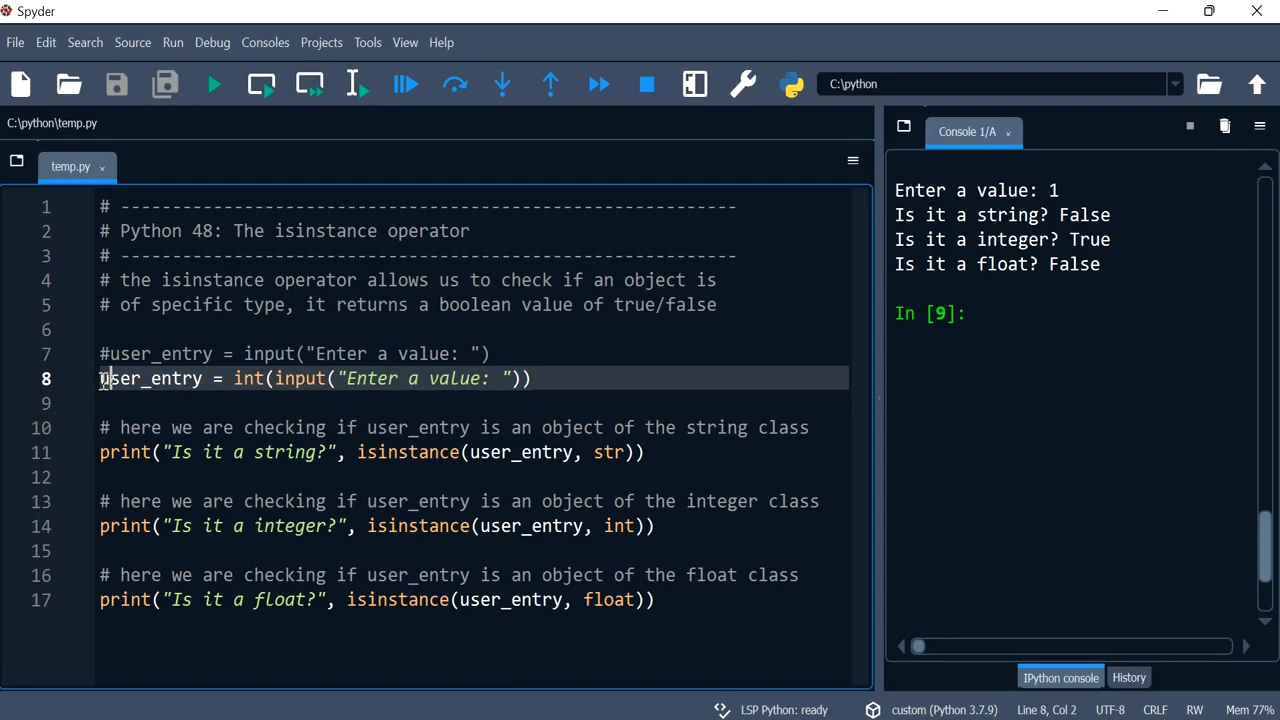 Spyder
File Edit Search Source Run Debug Consoles Projects Tools View Help
C:\python
C:\python\temp.py
temp.py
1 # ------------------------------------------------------------
2 # Python 48: The isinstance operator
3 # ------------------------------------------------------------
4 # the isinstance operator allows us to check if an object is
5 # of specific type, it returns a boolean value of true/false
6
7 #user_entry = input("Enter a value: ")
8 user_entry = int(input("Enter a value: "))
9
10 # here we are checking if user_entry is an object of the string class
11 print("Is it a string?", isinstance(user_entry, str))
12
13 # here we are checking if user_entry is an object of the integer class
14 print("Is it a integer?", isinstance(user_entry, int))
15
16 # here we are checking if user_entry is an object of the float class
17 print("Is it a float?", isinstance(user_entry, float))
Console 1/A
Enter a value: 1
Is it a string? False
Is it a integer? True
Is it a float? False
In [9]:
IPython console History
LSP Python: ready custom (Python 3.7.9) Line 8, Col 2 UTF-8 CRLF RW Mem 77%